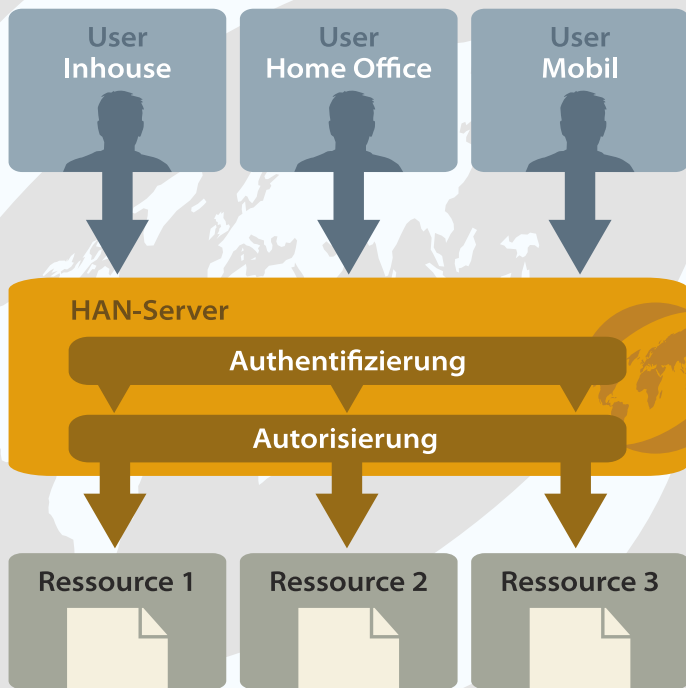 User
Inhouse
User
Home Office
User
Mobil
HAN-Server
Authentifizierung
Autorisierung
Ressource 1
Ressource 2
Ressource 3